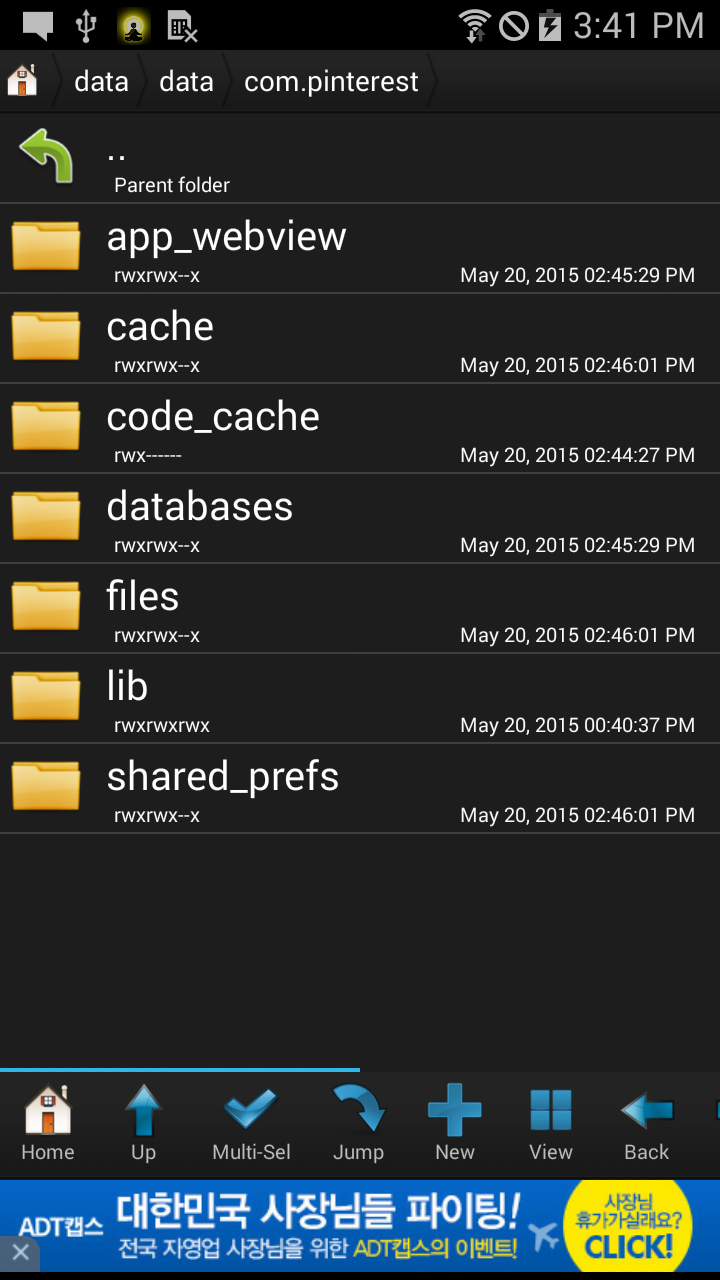 3:41 PM
data data com.pinterest
..
Parent folder
app_webview
rwxrwx--x May 20, 2015 02:45:29 PM
cache
rwxrwx--x May 20, 2015 02:46:01 PM
code_cache
rwx------ May 20, 2015 02:44:27 PM
databases
rwxrwx--x May 20, 2015 02:45:29 PM
files
rwxrwx--x May 20, 2015 02:46:01 PM
lib
rwxrwxrwx May 20, 2015 00:40:37 PM
shared_prefs
rwxrwx--x May 20, 2015 02:46:01 PM
Home Up Multi-Sel Jump New View Back
ADT캡스
대한민국 사장님들 파이팅!
전국 자영업 사장님을 위한 ADT캡스의 이벤트!
사장님
휴가가실래요?
CLICK!